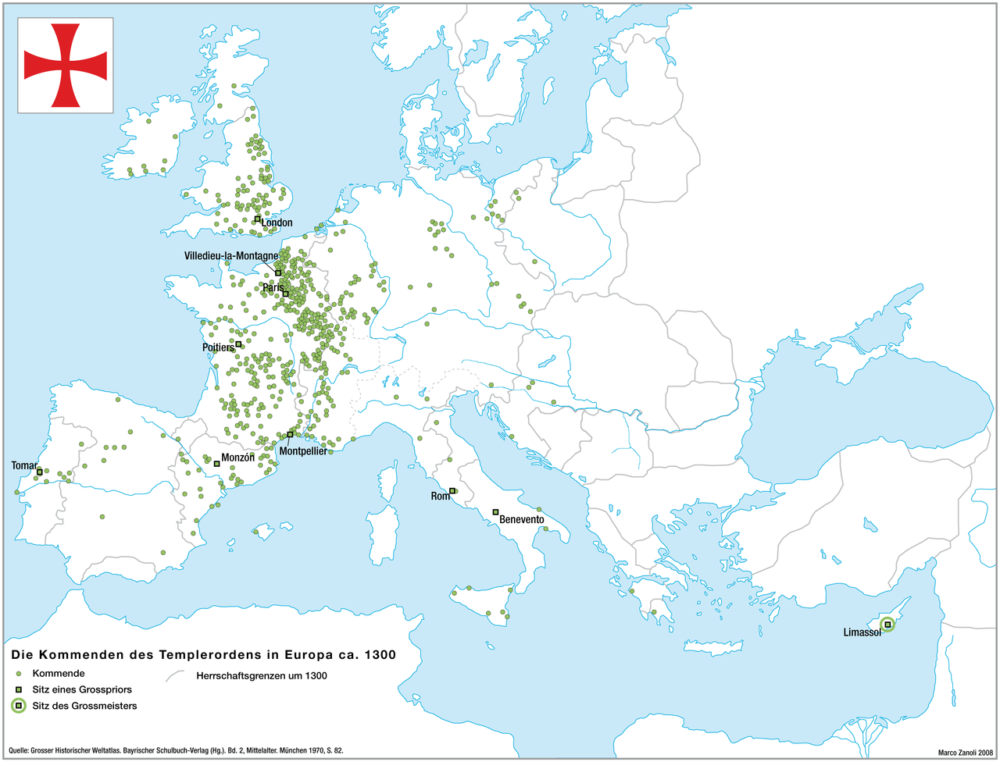 London
Villedieu-la-Montagne
Paris
Poitiers
Tomar
Monzón
Montpellier
Rom
Benevento
Limassol
Die Kommenden des Templerordens in Europa ca. 1300
Kommende
Herrschaftsgrenzen um 1300
Sitz eines Grosspriors
Sitz des Grossmeisters
Quelle: Grosser Historischer Weltatlas. Bayrischer Schulbuch-Verlag (Hg.). Bd. 2, Mittelalter. München 1970, S. 82.
Marco Zanoli 2008